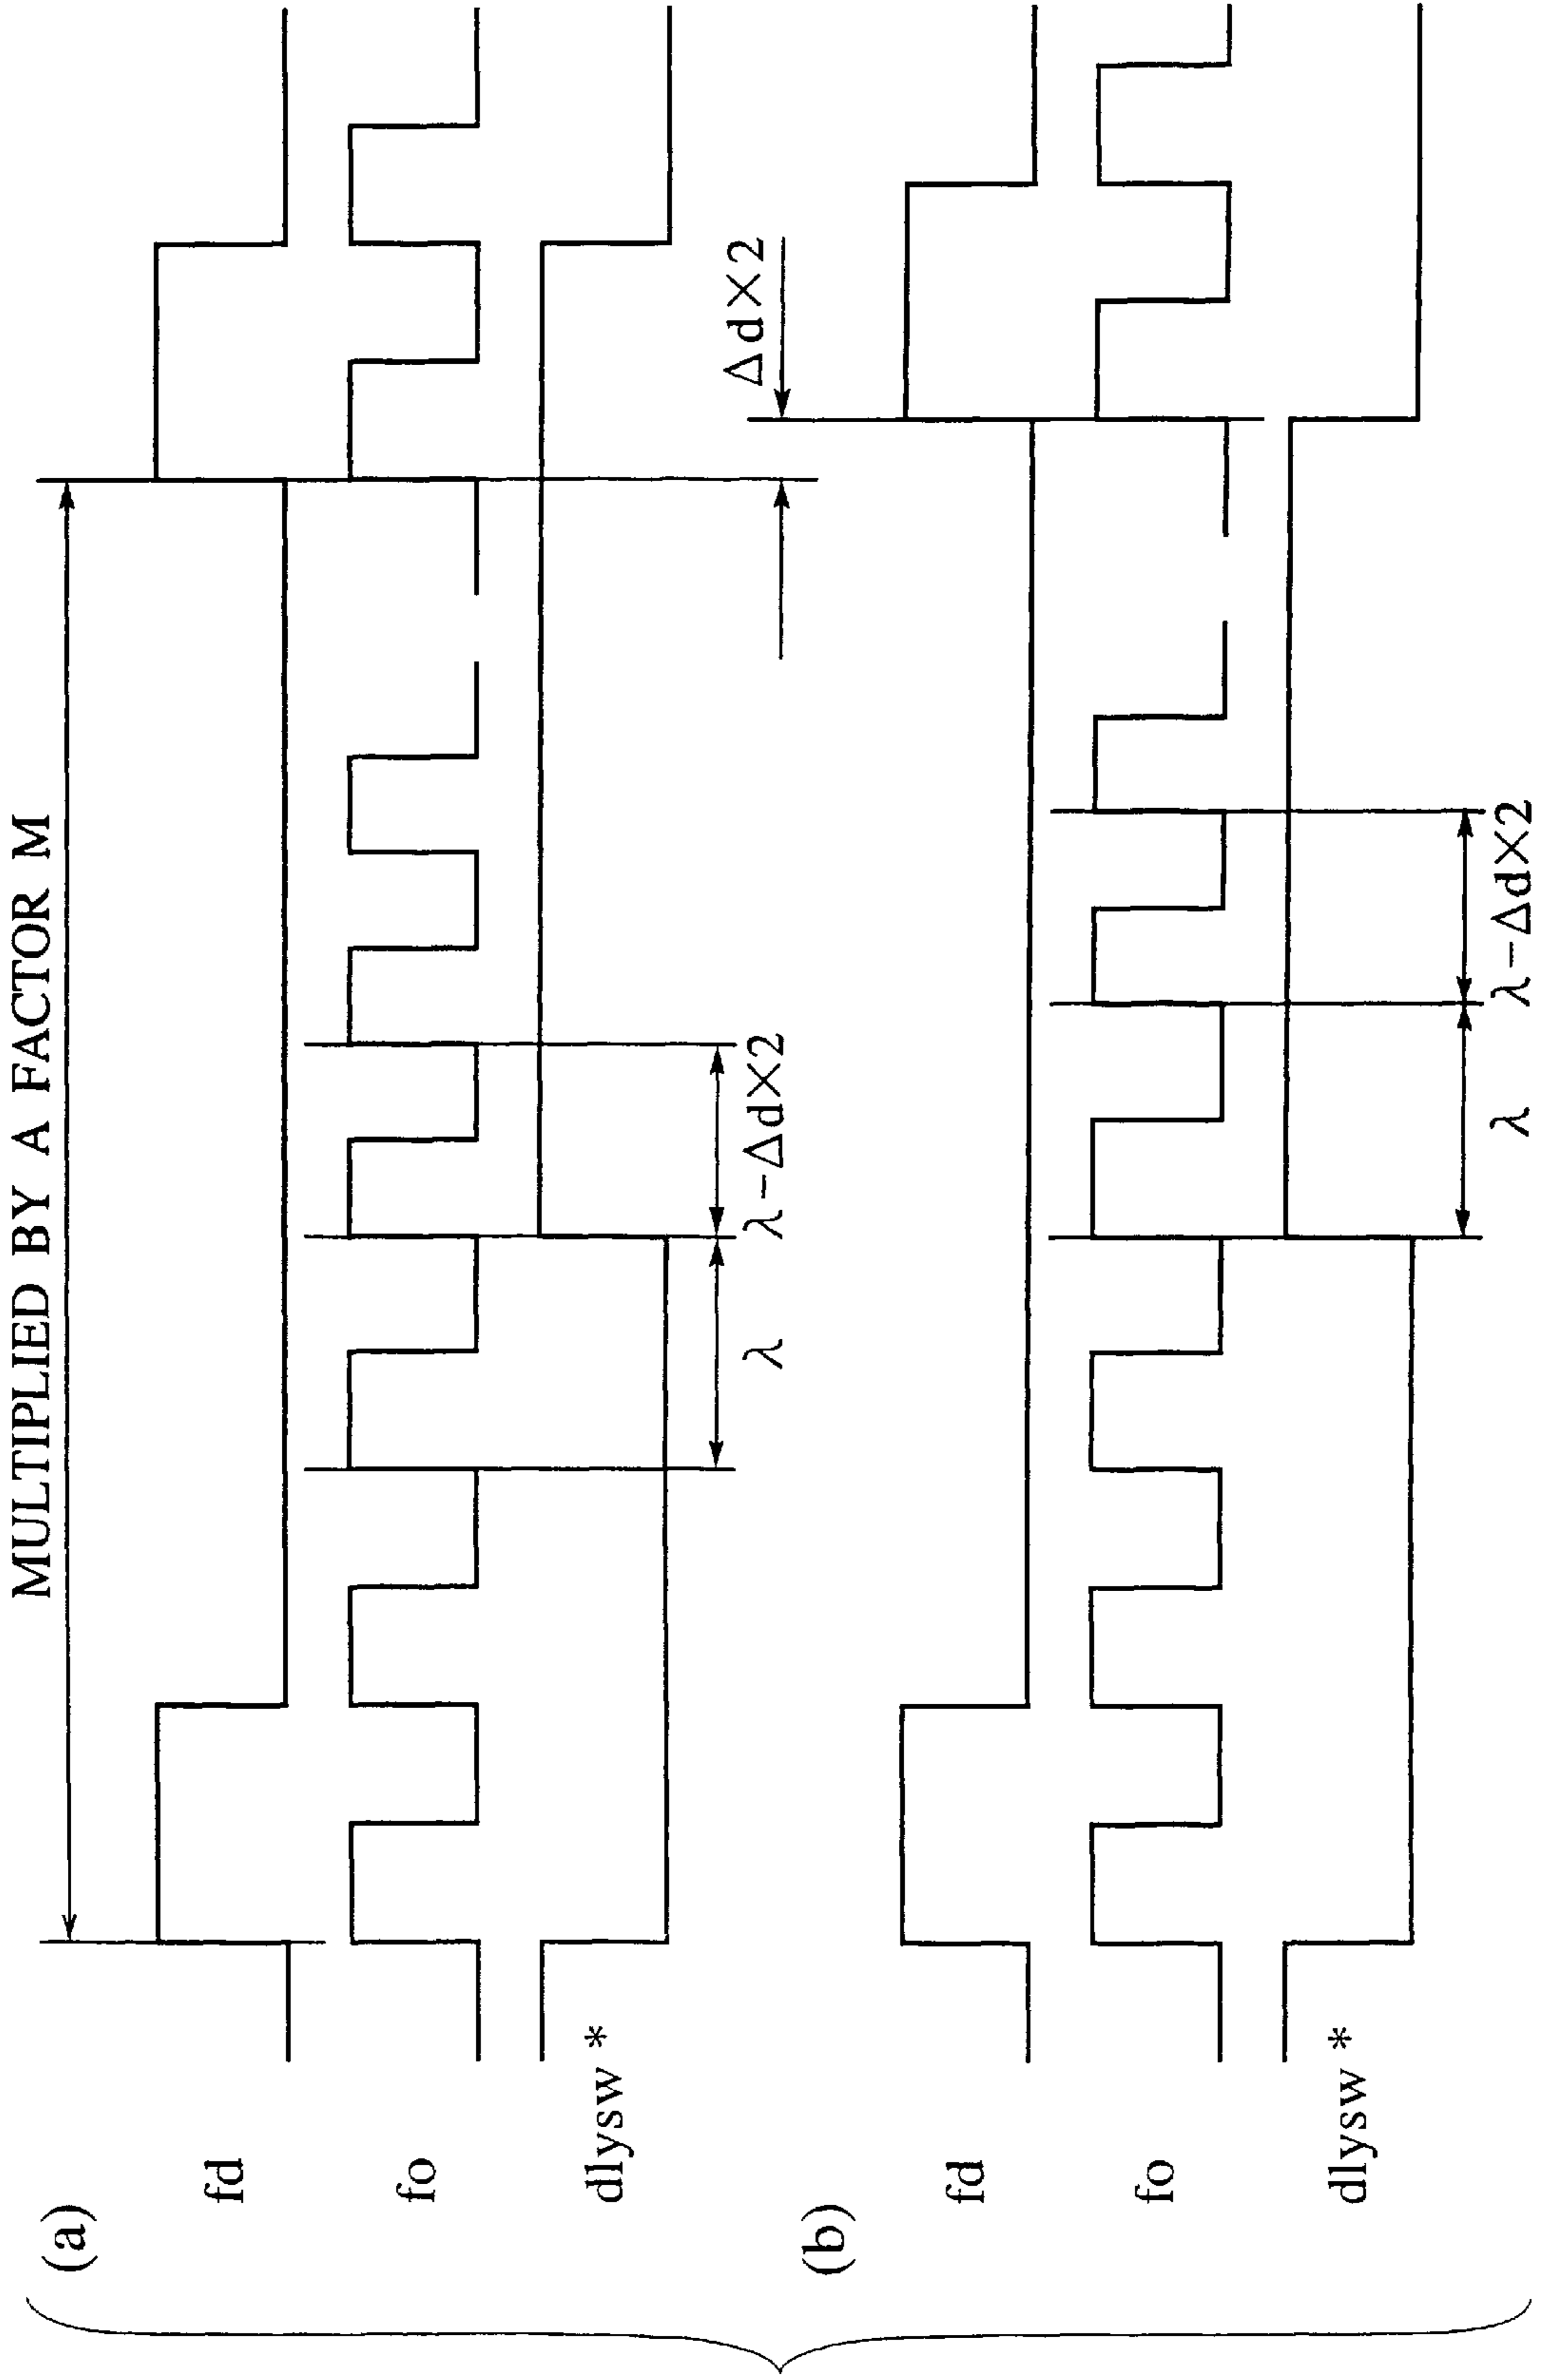 MULTIPLIED BY A FACTOR M
(a)
fd
fo
dlysw *
λ
λ-Δd×2
Δd×2
(b)
fd
fo
dlysw *
λ
λ-Δd×2